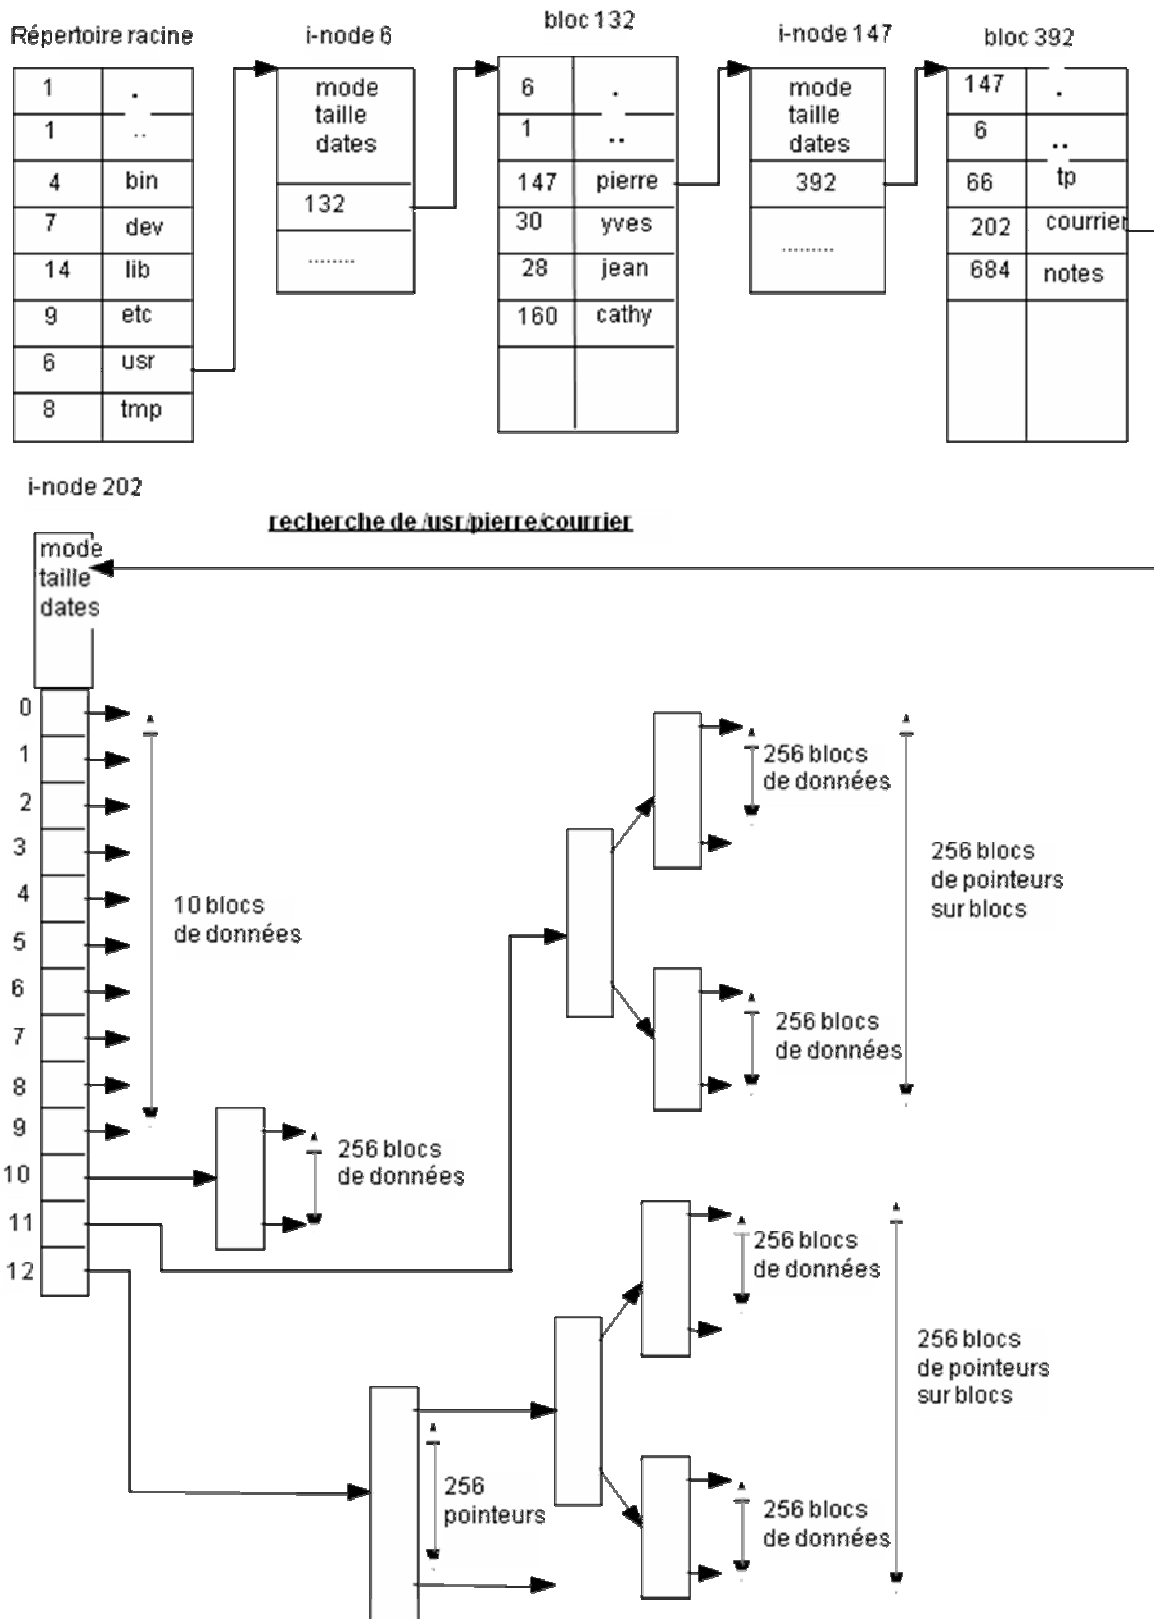 Répertoire racine
1 .
1 ..
4 bin
7 dev
14 lib
9 etc
6 usr
8 tmp
i-node 6
mode
taille
dates
132
........
bloc 132
6 .
1 ..
147 pierre
30 yves
28 jean
160 cathy
i-node 147
mode
taille
dates
392
.........
bloc 392
147 .
6 ..
66 tp
202 courrier
684 notes
i-node 202
recherche de /usr/pierre/courrier
mode
taille
dates
0
1
2
3
4
5
6
7
8
9
10
11
12
10 blocs
de données
256 blocs
de données
256 blocs
de données
256 blocs
de pointeurs
sur blocs
256 blocs
de données
256 blocs
de données
256 blocs
de pointeurs
sur blocs
256
pointeurs
256 blocs
de données